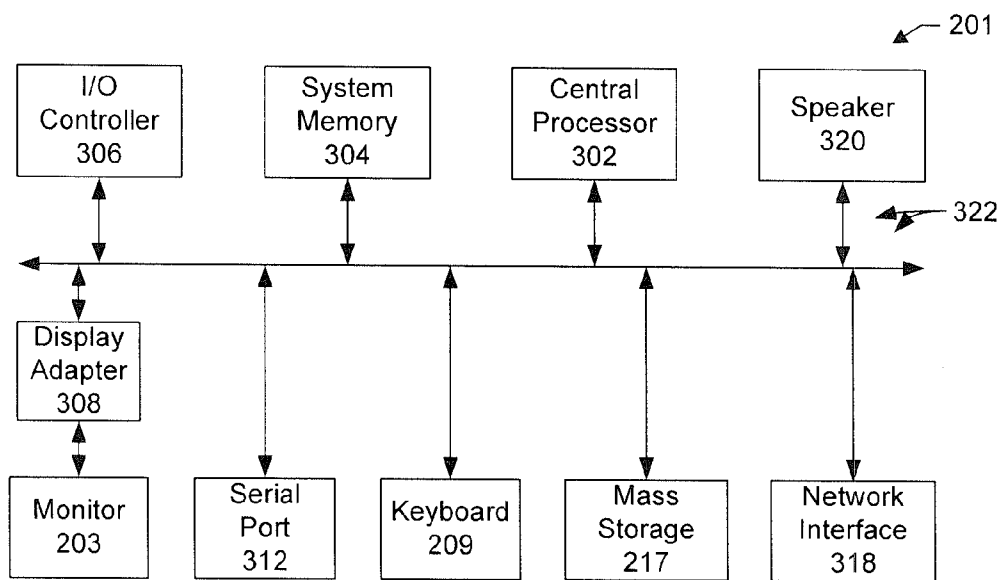 201
I/O
Controller
306
System
Memory
304
Central
Processor
302
Speaker
320
322
Display
Adapter
308
Monitor
203
Serial
Port
312
Keyboard
209
Mass
Storage
217
Network
Interface
318